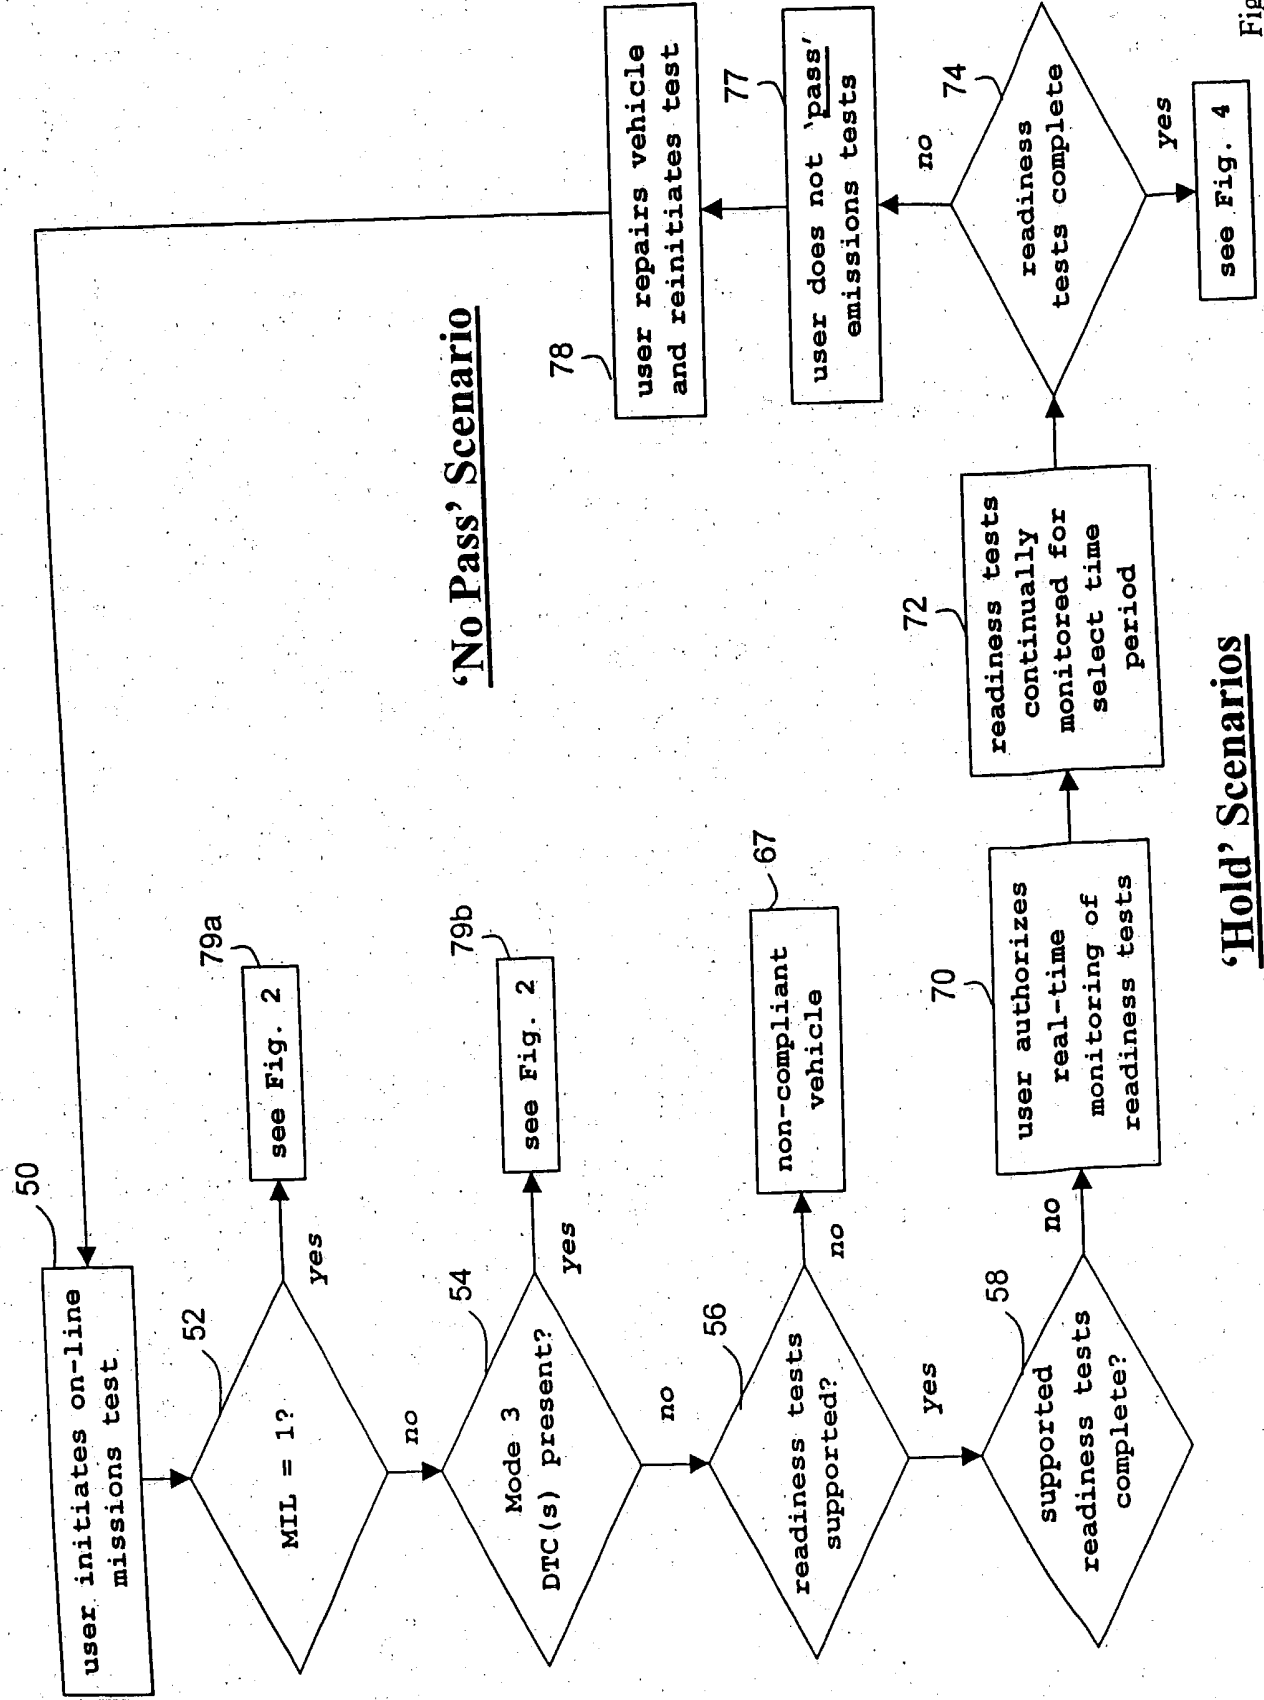 50
user initiates on-line
missions test
52
MIL = 1?
yes
79a
see Fig. 2
no
54
Mode 3
DTC(s) present?
yes
79b
see Fig. 2
no
56
readiness tests
supported?
no
67
non-compliant
vehicle
yes
58
supported
readiness tests
complete?
no
70
user authorizes
real-time
monitoring of
readiness tests
72
readiness tests
continually
monitored for
select time
period
74
readiness
tests complete
yes
see Fig. 4
no
77
user does not 'pass'
emissions tests
78
user repairs vehicle
and reinitiates test
'No Pass' Scenario
'Hold' Scenarios
Fig